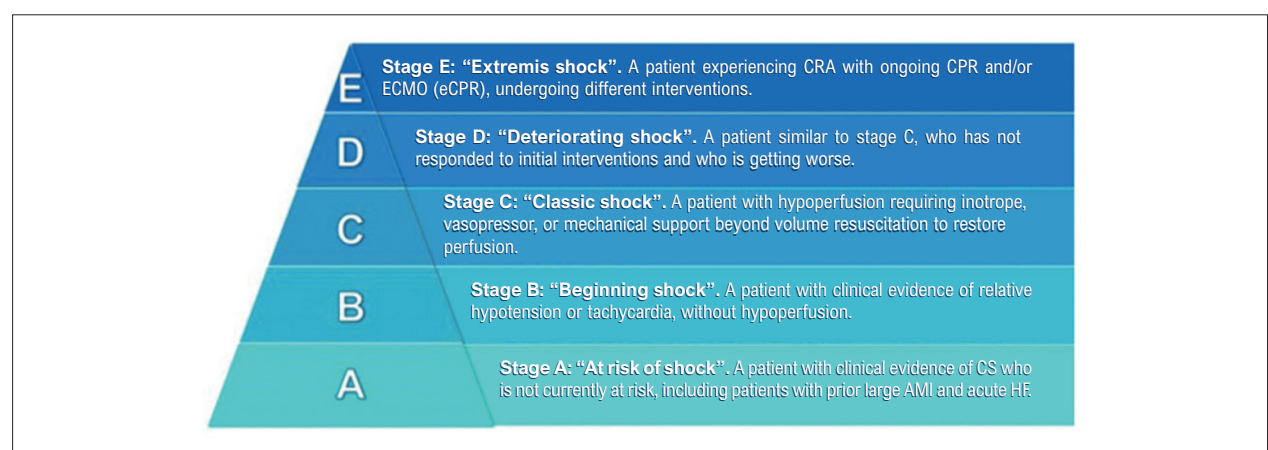 E
Stage E: “Extremis shock”. A patient experiencing CRA with ongoing CPR and/or
ECMO (eCPR), undergoing different interventions.
D
Stage D: “Deteriorating shock”. A patient similar to stage C, who has not
responded to initial interventions and who is getting worse.
C
Stage C: “Classic shock”. A patient with hypoperfusion requiring inotrope,
vasopressor, or mechanical support beyond volume resuscitation to restore
perfusion.
B
Stage B: “Beginning shock”. A patient with clinical evidence of relative
hypotension or tachycardia, without hypoperfusion.
A
Stage A: “At risk of shock”. A patient with clinical evidence of CS who
is not currently at risk, including patients with prior large AMI and acute HF.